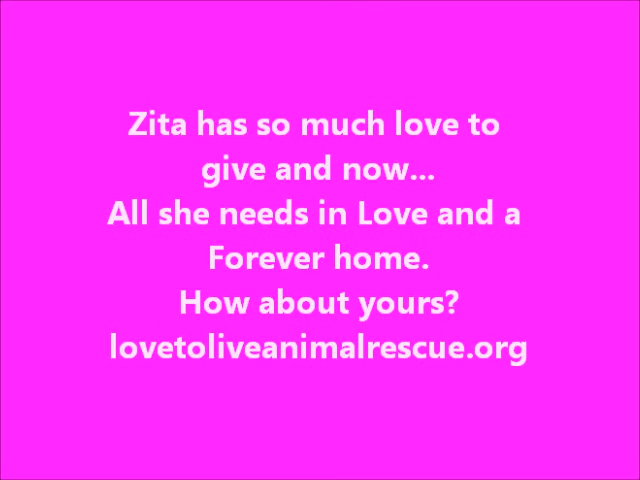 Zita has so much love to
give and now...
All she needs in Love and a
Forever home.
How about yours?
lovetoliveanimalrescue.org